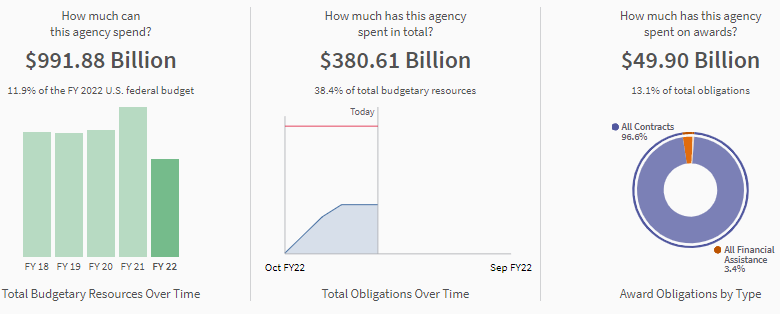 How much can
this agency spend?
$991.88 Billion
11.9% of the FY 2022 U.S. federal budget
FY 18 FY 19 FY 20 FY 21 FY 22
Total Budgetary Resources Over Time
How much has this agency
spent in total?
$380.61 Billion
38.4% of total budgetary resources
Today
Oct FY22 Sep FY22
Total Obligations Over Time
How much has this agency
spent on awards?
$49.90 Billion
13.1% of total obligations
All Contracts
96.6%
All Financial
Assistance
3.4%
Award Obligations by Type